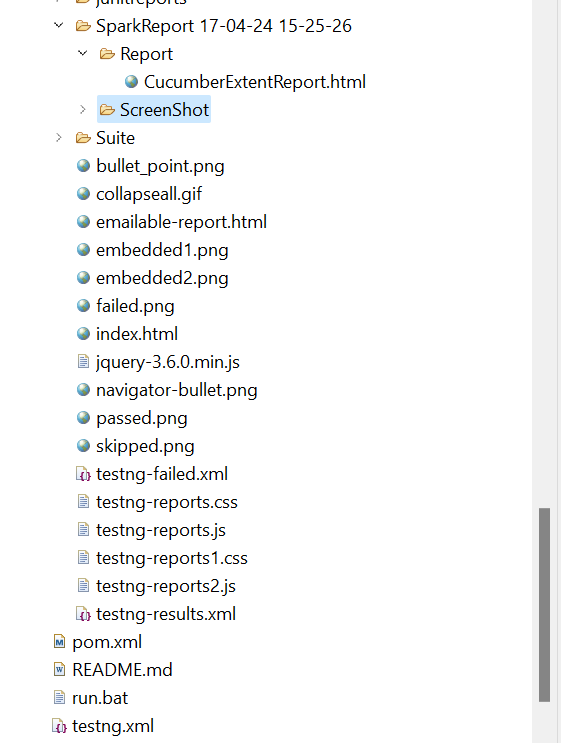 junitreports
SparkReport 17-04-24 15-25-26
Report
CucumberExtentReport.html
ScreenShot
Suite
bullet_point.png
collapseall.gif
emailable-report.html
embedded1.png
embedded2.png
failed.png
index.html
jquery-3.6.0.min.js
navigator-bullet.png
passed.png
skipped.png
testng-failed.xml
testng-reports.css
testng-reports.js
testng-reports1.css
testng-reports2.js
testng-results.xml
pom.xml
README.md
run.bat
testng.xml